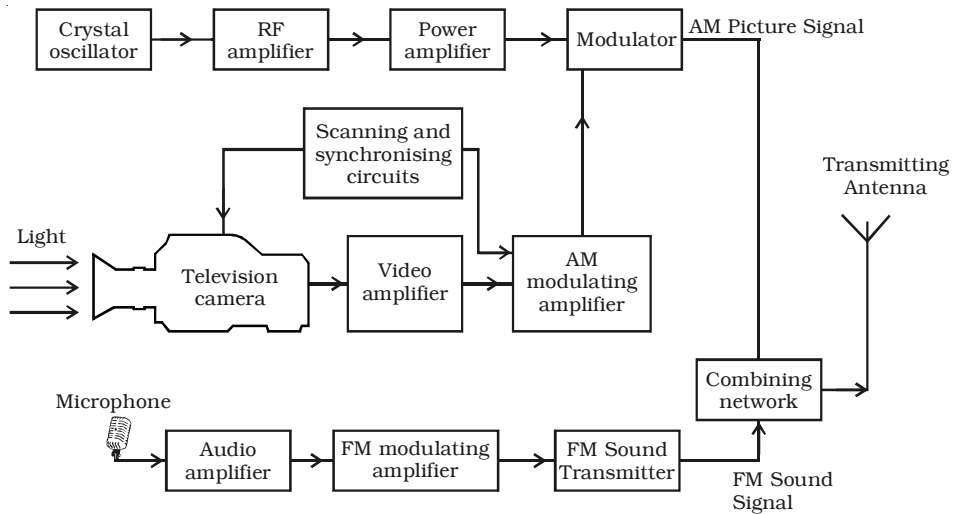 Crystal
oscillator
RF
amplifier
Power
amplifier
Modulator
AM Picture Signal
Scanning and
synchronising
circuits
Transmitting
Antenna
Light
Television
camera
Video
amplifier
AM
modulating
amplifier
Combining
network
Microphone
Audio
amplifier
FM modulating
amplifier
FM Sound
Transmitter
FM Sound
Signal